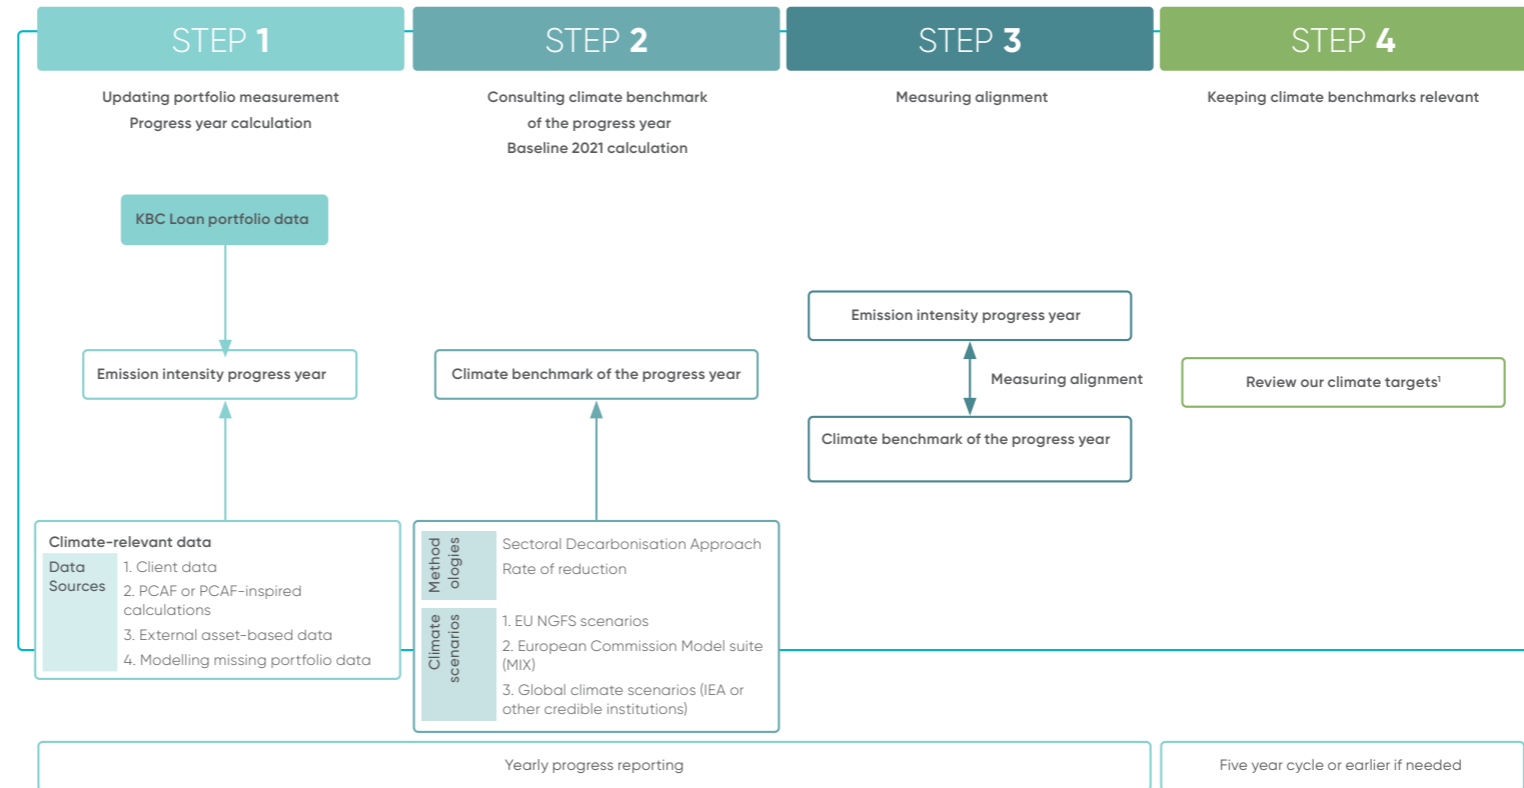 STEP 1
STEP 2
STEP 3
STEP 4
Updating portfolio measurement
Progress year calculation
Consulting climate benchmark
of the progress year
Baseline 2021 calculation
Measuring alignment
Keeping climate benchmarks relevant
KBC Loan portfolio data
Emission intensity progress year
Climate-relevant data
Data
Sources
1. Client data
2. PCAF or PCAF-inspired
calculations
3. External asset-based data
4. Modelling missing portfolio data
Climate benchmark of the progress year
Method
ologies
Sectoral Decarbonisation Approach
Rate of reduction
Climate
scenarios
1. EU NGFS scenarios
2. European Commission Model suite
(MIX)
3. Global climate scenarios (IEA or
other credible institutions)
Emission intensity progress year
Measuring alignment
Climate benchmark of the progress year
Review our climate targets¹
Yearly progress reporting
Five year cycle or earlier if needed